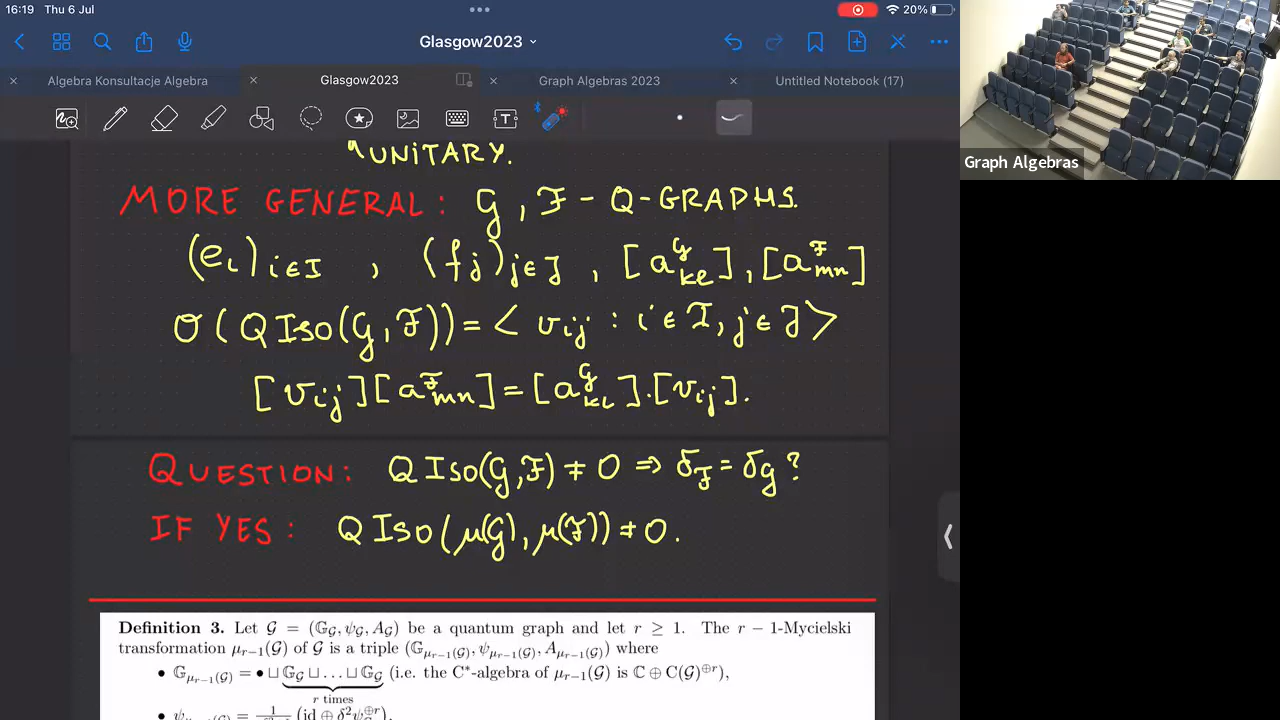 16:19 Thu 6 Jul
20%
Glasgow2023
Algebra Konsultacje Algebra
Glasgow2023
Graph Algebras 2023
Untitled Notebook (17)
Graph Algebras
UNITARY.
MORE GENERAL: 𝒢, ℱ - Q-GRAPHS.
(e_i)_{i∈I} , (f_j)_{j∈J} , [a^𝒢_{kl}], [a^ℱ_{mn}]
𝒪(QIso(𝒢,ℱ)) = < v_{ij} : i∈I, j∈J >
[v_{ij}][a^ℱ_{mn}] = [a^𝒢_{kl}]·[v_{ij}].
QUESTION: QIso(𝒢,ℱ) ≠ 0 ⇒ δ_ℱ = δ_𝒢 ?
IF YES: QIso(μ(𝒢), μ(ℱ)) ≠ 0.
Definition 3. Let 𝒢 = (𝔾_𝒢, ψ_𝒢, A_𝒢) be a quantum graph and let r ≥ 1. The r − 1-Mycielski
transformation μ_{r−1}(𝒢) of 𝒢 is a triple (𝔾_{μ_{r−1}(𝒢)}, ψ_{μ_{r−1}(𝒢)}, A_{μ_{r−1}(𝒢)}) where
• 𝔾_{μ_{r−1}(𝒢)} = • ⊔ 𝔾_𝒢 ⊔ … ⊔ 𝔾_𝒢 (i.e. the C*-algebra of μ_{r−1}(𝒢) is ℂ ⊕ C(𝒢)^{⊕r}),
r times